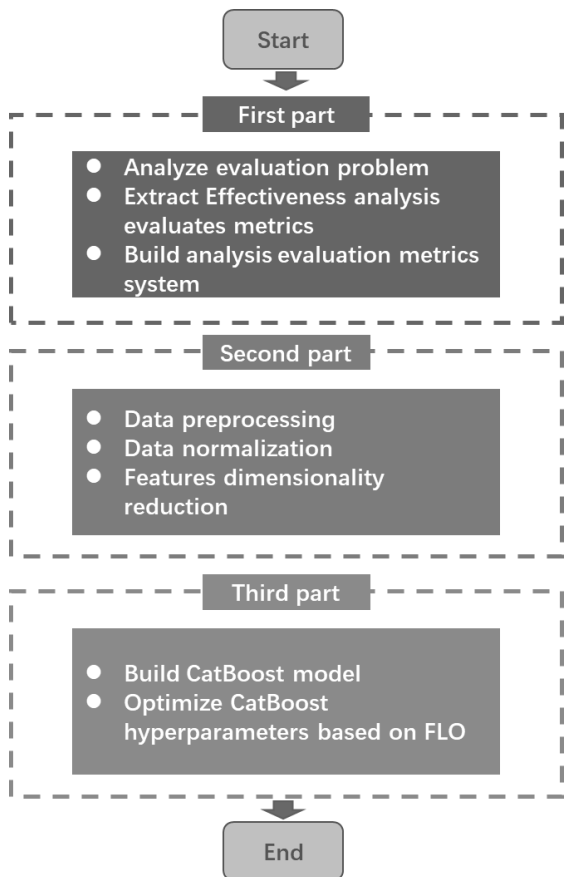 Start
First part
● Analyze evaluation problem
● Extract Effectiveness analysis
evaluates metrics
● Build analysis evaluation metrics
system
Second part
● Data preprocessing
● Data normalization
● Features dimensionality
reduction
Third part
● Build CatBoost model
● Optimize CatBoost
hyperparameters based on FLO
End